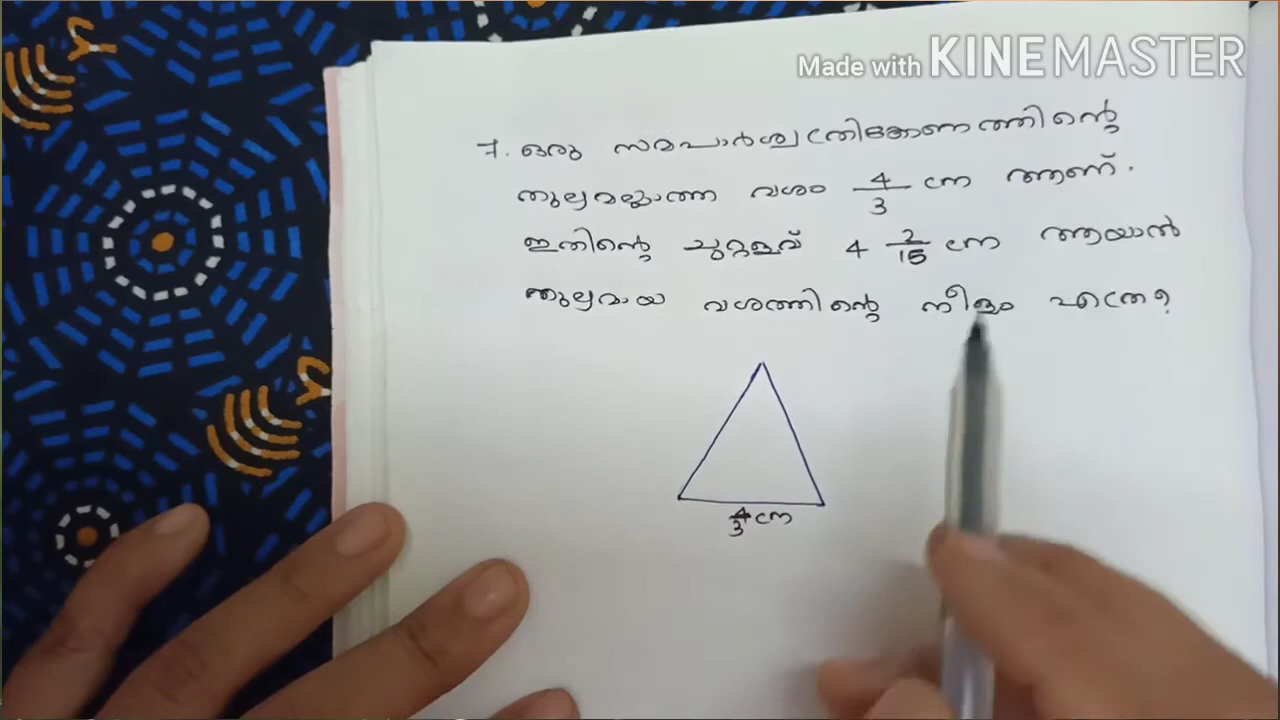 Made with KINEMASTER
7. ഒരു സമപാർശ്വ ത്രികോണത്തിന്റെ
തുല്യമല്ലാത്ത വശം 4/3 cm ആണ്.
ഇതിന്റെ ചുറ്റളവ് 4 2/15 cm ആയാൽ
തുല്യമായ വശത്തിന്റെ നീളം എത്ര?
4/3 cm